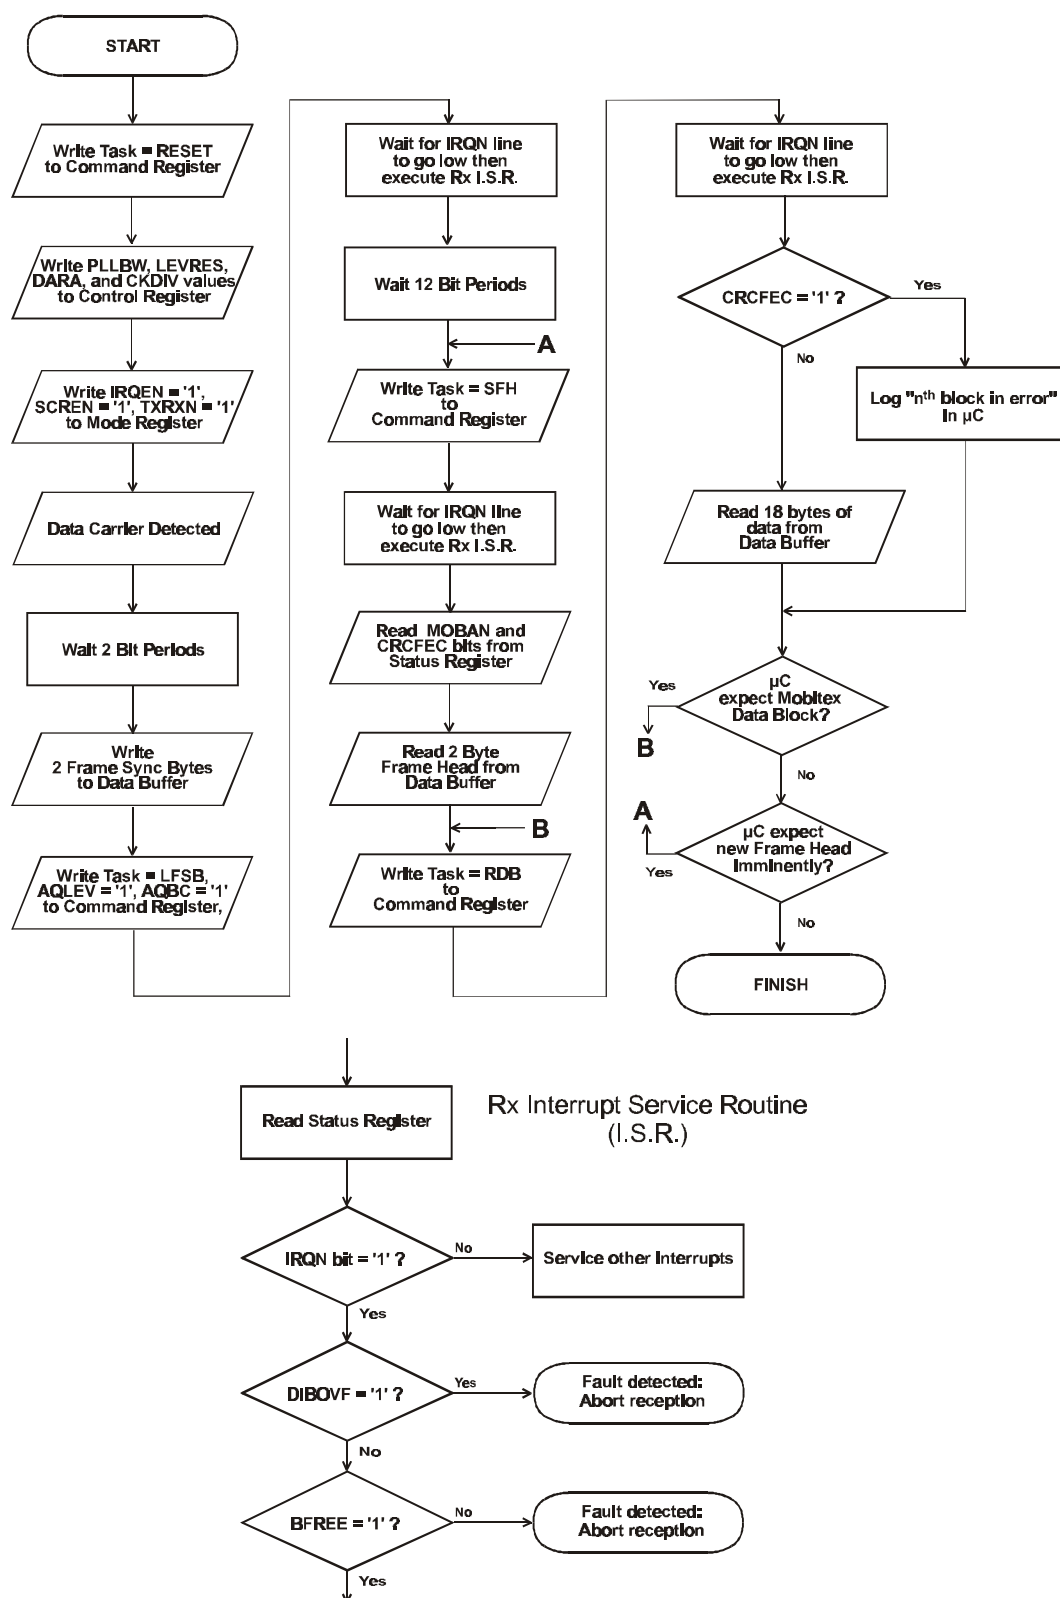 START
Write Task = RESET
to Command Register
Write PLLBW, LEVRES,
DARA, and CKDIV values
to Control Register
Write IRQEN = '1',
SCREN = '1', TXRXN = '1'
to Mode Register
Data Carrier Detected
Wait 2 Bit Periods
Write
2 Frame Sync Bytes
to Data Buffer
Write Task = LFSB,
AQLEV = '1', AQBC = '1'
to Command Register,
Wait for IRQN line
to go low then
execute Rx I.S.R.
Wait 12 Bit Periods
A
Write Task = SFH
to
Command Register
Wait for IRQN line
to go low then
execute Rx I.S.R.
Read MOBAN and
CRCFEC bits from
Status Register
Read 2 Byte
Frame Head from
Data Buffer
B
Write Task = RDB
to
Command Register
Wait for IRQN line
to go low then
execute Rx I.S.R.
CRCFEC = '1' ?
Yes
No
Log "nth block in error"
in µC
Read 18 bytes of
data from
Data Buffer
µC
expect Mobitex
Data Block?
Yes
B
No
A
µC expect
new Frame Head
Imminently?
Yes
No
FINISH
Rx Interrupt Service Routine
(I.S.R.)
Read Status Register
IRQN bit = '1' ?
No
Service other Interrupts
Yes
DIBOVF = '1' ?
Yes
Fault detected:
Abort reception
No
BFREE = '1' ?
No
Fault detected:
Abort reception
Yes